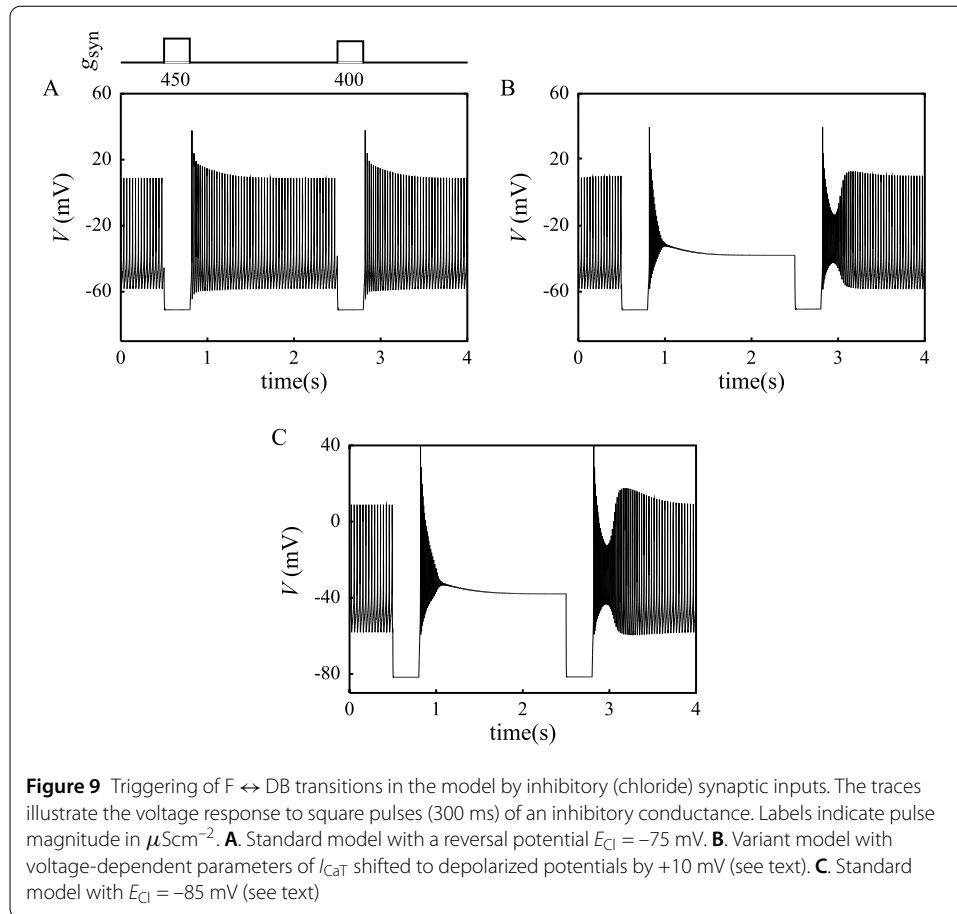 gsyn
450 400
A
60
20
-20
-60
V (mV)
0 1 2 3 4
time(s)
B
60
20
-20
-60
V (mV)
0 1 2 3 4
time(s)
C
40
0
-40
-80
V (mV)
0 1 2 3 4
time(s)
Figure 9 Triggering of F ↔ DB transitions in the model by inhibitory (chloride) synaptic inputs. The traces
illustrate the voltage response to square pulses (300 ms) of an inhibitory conductance. Labels indicate pulse
magnitude in μScm⁻². A. Standard model with a reversal potential E_Cl = –75 mV. B. Variant model with
voltage-dependent parameters of I_CaT shifted to depolarized potentials by +10 mV (see text). C. Standard
model with E_Cl = –85 mV (see text)